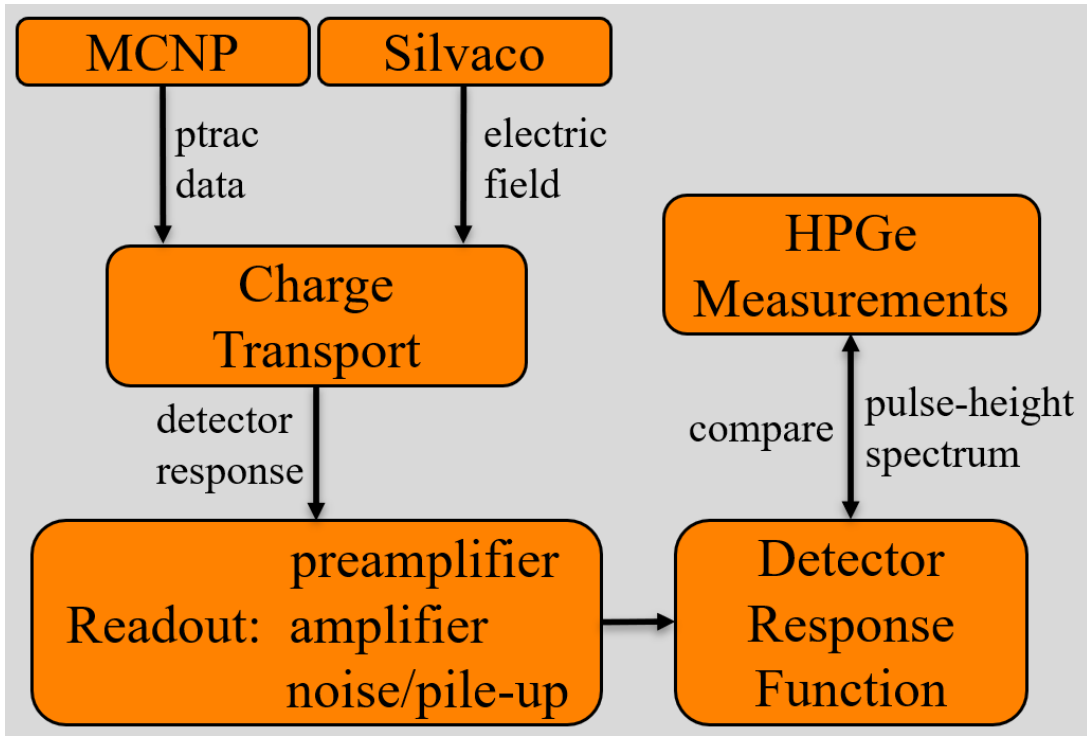 MCNP
Silvaco
ptrac
data
electric
field
Charge
Transport
detector
response
Readout:
preamplifier
amplifier
noise/pile-up
HPGe
Measurements
compare
pulse-height
spectrum
Detector
Response
Function